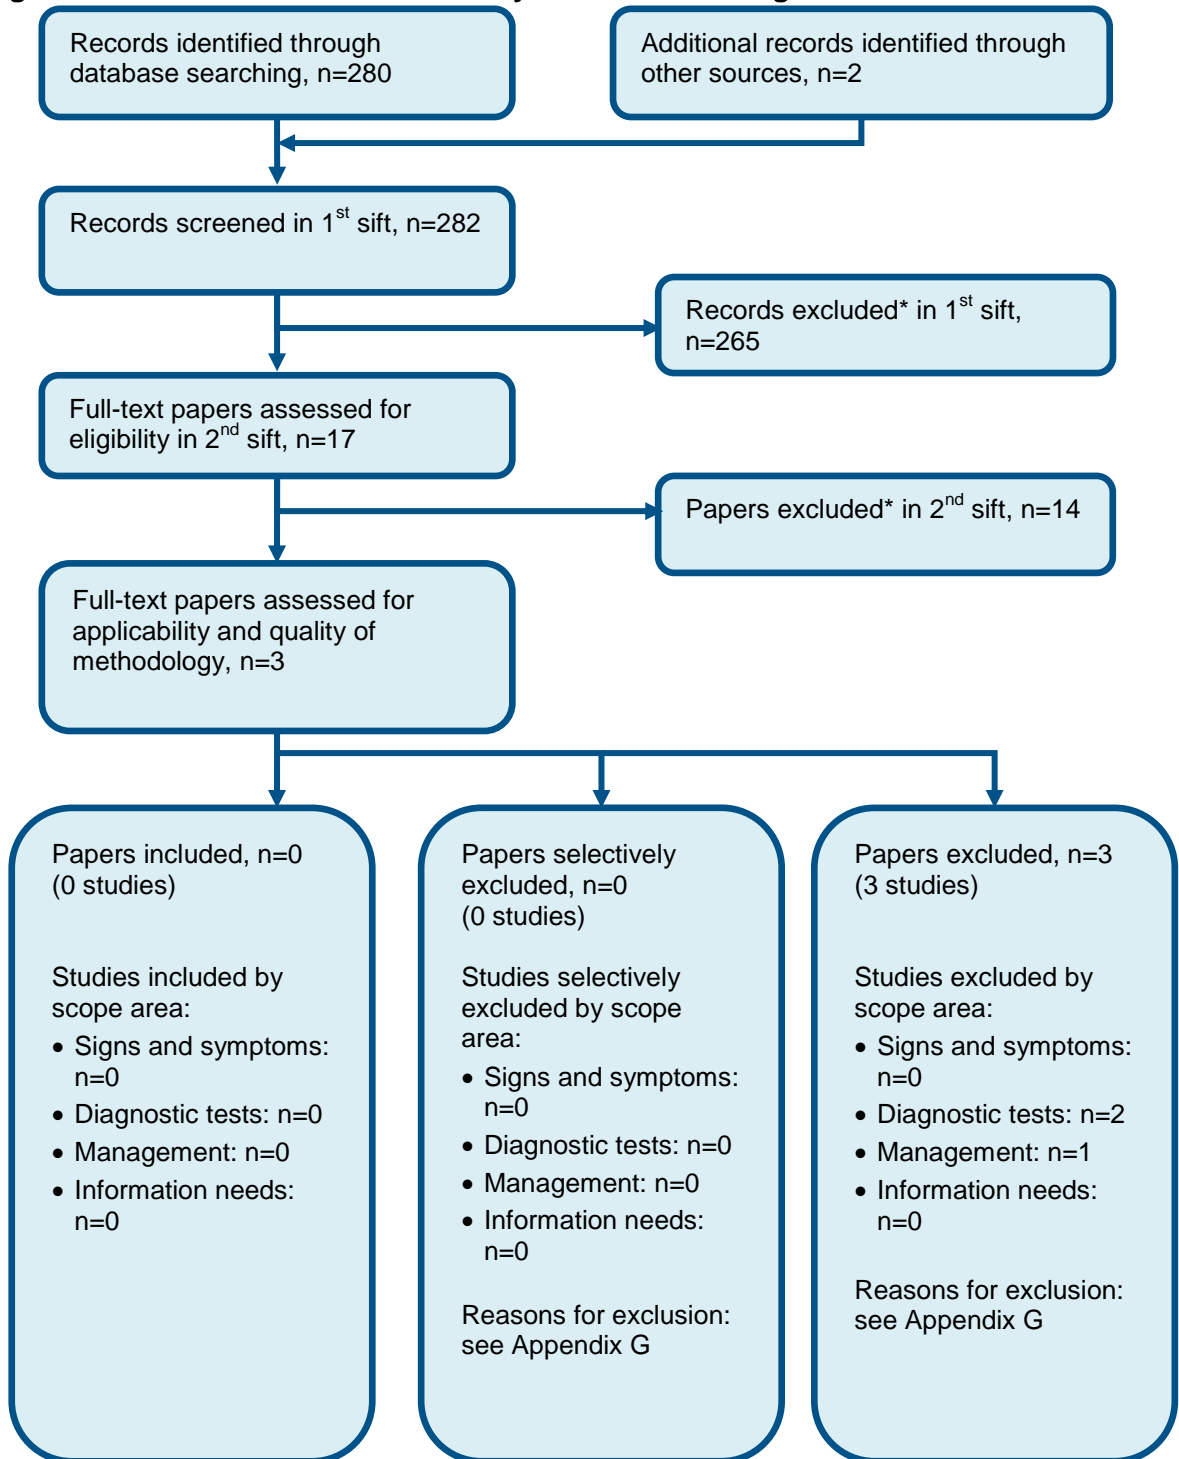 Records identified through
database searching, n=280
Additional records identified through
other sources, n=2
Records screened in 1st sift, n=282
Records excluded* in 1st sift,
n=265
Full-text papers assessed for
eligibility in 2nd sift, n=17
Papers excluded* in 2nd sift, n=14
Full-text papers assessed for
applicability and quality of
methodology, n=3
Papers included, n=0
(0 studies)
Studies included by
scope area:
• Signs and symptoms:
n=0
• Diagnostic tests: n=0
• Management: n=0
• Information needs:
n=0
Papers selectively
excluded, n=0
(0 studies)
Studies selectively
excluded by scope
area:
• Signs and symptoms:
n=0
• Diagnostic tests: n=0
• Management: n=0
• Information needs:
n=0
Reasons for exclusion:
see Appendix G
Papers excluded, n=3
(3 studies)
Studies excluded by
scope area:
• Signs and symptoms:
n=0
• Diagnostic tests: n=2
• Management: n=1
• Information needs:
n=0
Reasons for exclusion:
see Appendix G